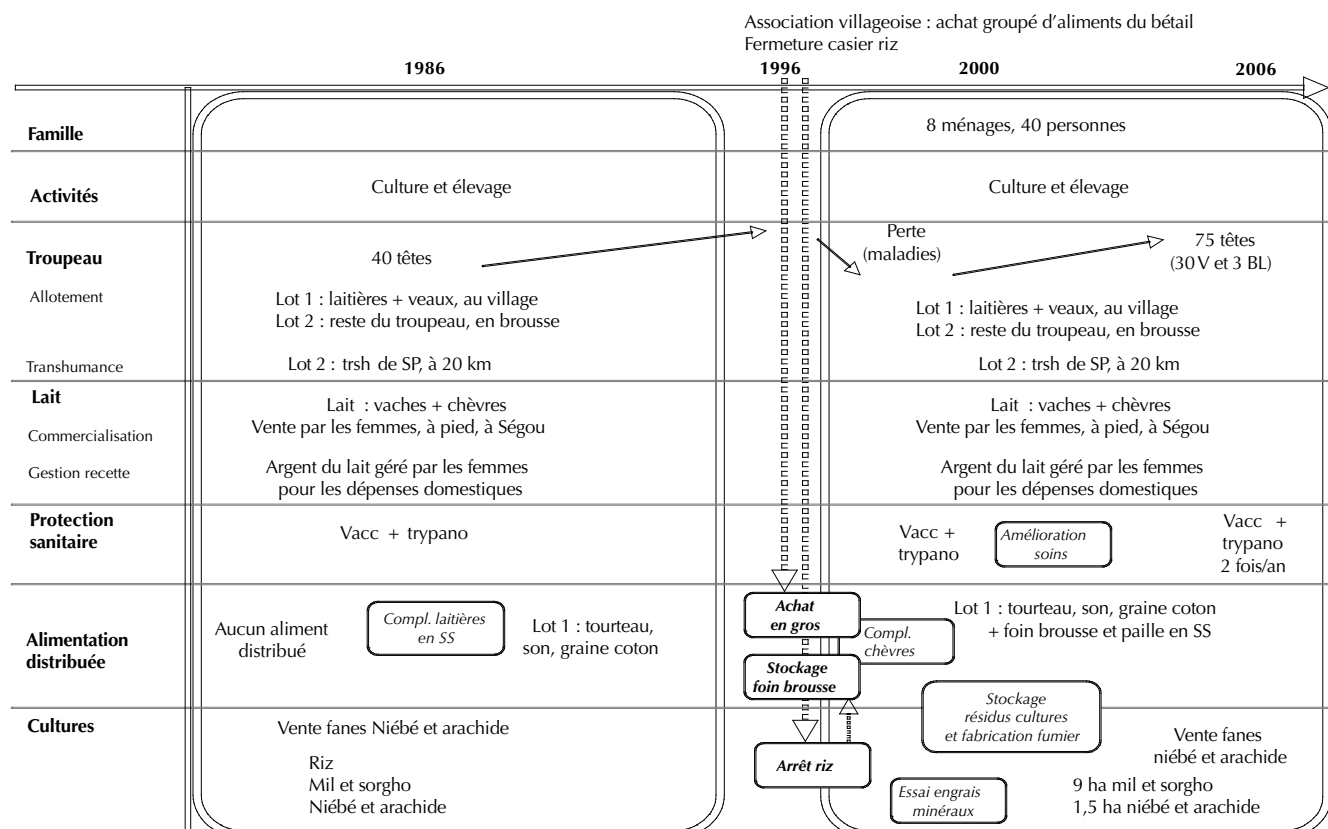 Association villageoise : achat groupé d'aliments du bétail
Fermeture casier riz
1986
1996
2000
2006
Famille
8 ménages, 40 personnes
Activités
Culture et élevage
Culture et élevage
Troupeau
40 têtes
Perte
(maladies)
75 têtes
(30 V et 3 BL)
Allotement
Lot 1 : laitières + veaux, au village
Lot 2 : reste du troupeau, en brousse
Lot 1 : laitières + veaux, au village
Lot 2 : reste du troupeau, en brousse
Transhumance
Lot 2 : trsh de SP, à 20 km
Lot 2 : trsh de SP, à 20 km
Lait
Lait : vaches + chèvres
Lait : vaches + chèvres
Commercialisation
Vente par les femmes, à pied, à Ségou
Vente par les femmes, à pied, à Ségou
Gestion recette
Argent du lait géré par les femmes
pour les dépenses domestiques
Argent du lait géré par les femmes
pour les dépenses domestiques
Protection
sanitaire
Vacc + trypano
Vacc +
trypano
Amélioration
soins
Vacc +
trypano
2 fois/an
Alimentation
distribuée
Aucun aliment
distribué
Compl. laitières
en SS
Lot 1 : tourteau,
son, graine coton
Achat
en gros
Compl.
chèvres
Lot 1 : tourteau, son, graine coton
+ foin brousse et paille en SS
Stockage
foin brousse
Stockage
résidus cultures
et fabrication fumier
Cultures
Vente fanes Niébé et arachide
Riz
Mil et sorgho
Niébé et arachide
Arrêt riz
Vente fanes
niébé et arachide
Essai engrais
minéraux
9 ha mil et sorgho
1,5 ha niébé et arachide